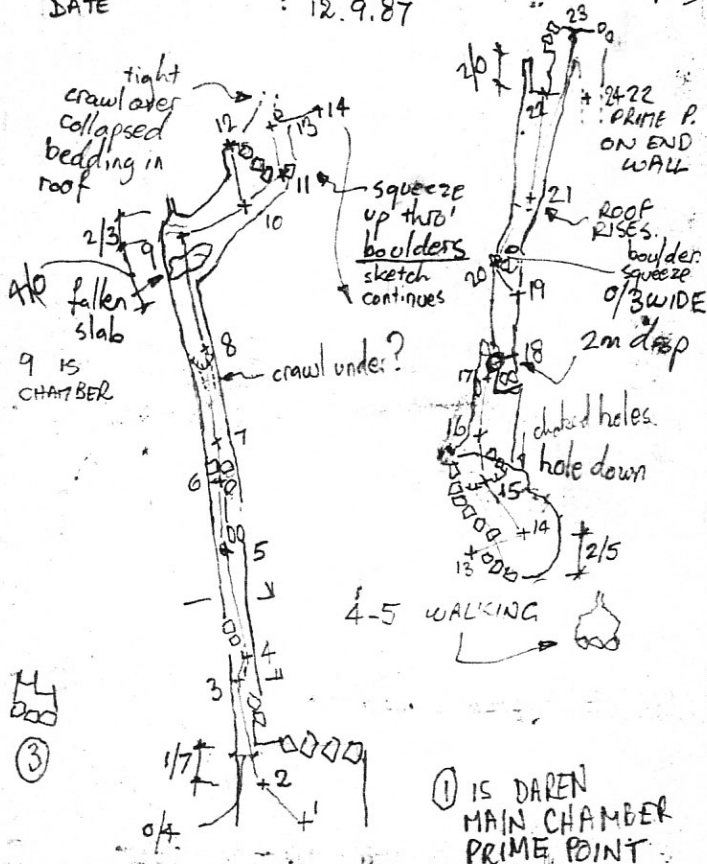 DATE : 12.9.87
tight
crawl over
collapsed
bedding in
roof
12
13
14
11
10
squeeze
up thro'
boulders
sketch
continues
2/3
9
4/0
fallen
slab
9 IS
CHAMBER
8
crawl under?
7
6
5
4
3
③
1/7
2
1
0/4
23
2/0
22
24-22
PRIME P.
ON END
WALL
21
ROOF
RISES.
boulder
squeeze
0/3 WIDE
20
19
18
2m drop
17
16
choked holes.
hole down
15
14
13
2/5
4-5 WALKING
① IS DAREN
MAIN CHAMBER
PRIME POINT